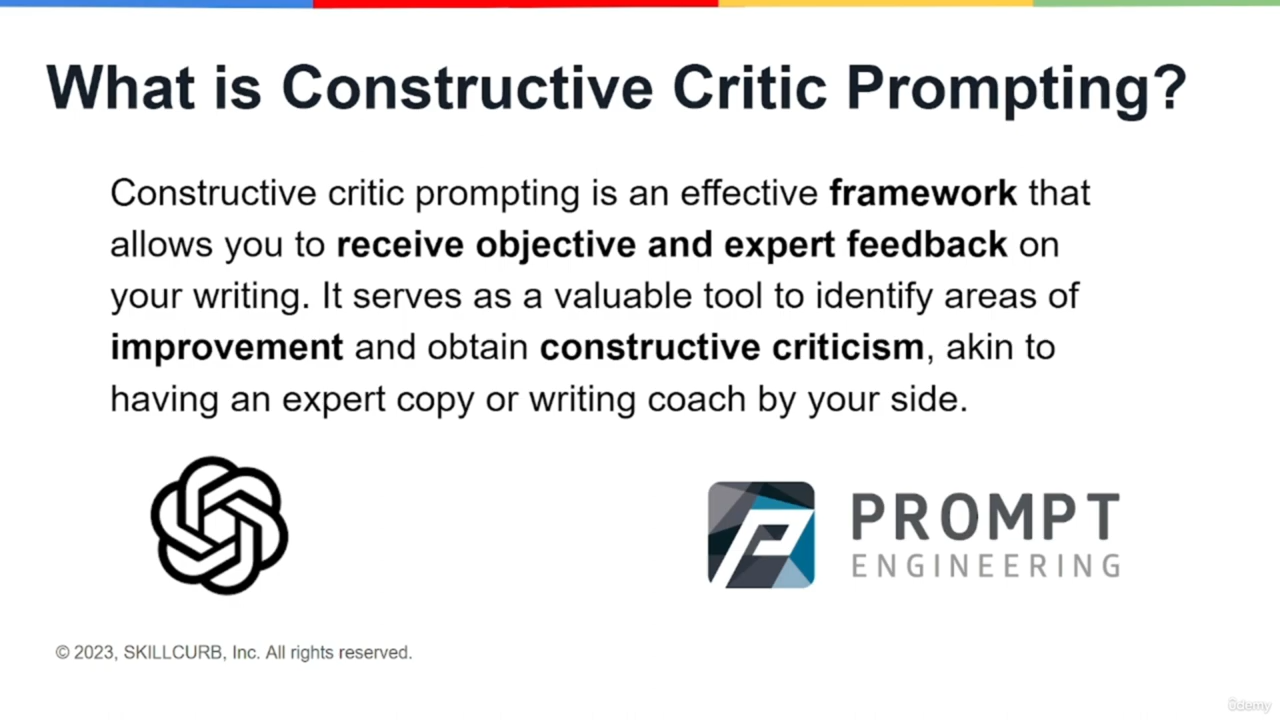 What is Constructive Critic Prompting?
Constructive critic prompting is an effective framework that
allows you to receive objective and expert feedback on
your writing. It serves as a valuable tool to identify areas of
improvement and obtain constructive criticism, akin to
having an expert copy or writing coach by your side.
PROMPT
ENGINEERING
© 2023, SKILLCURB, Inc. All rights reserved.
ûdemy